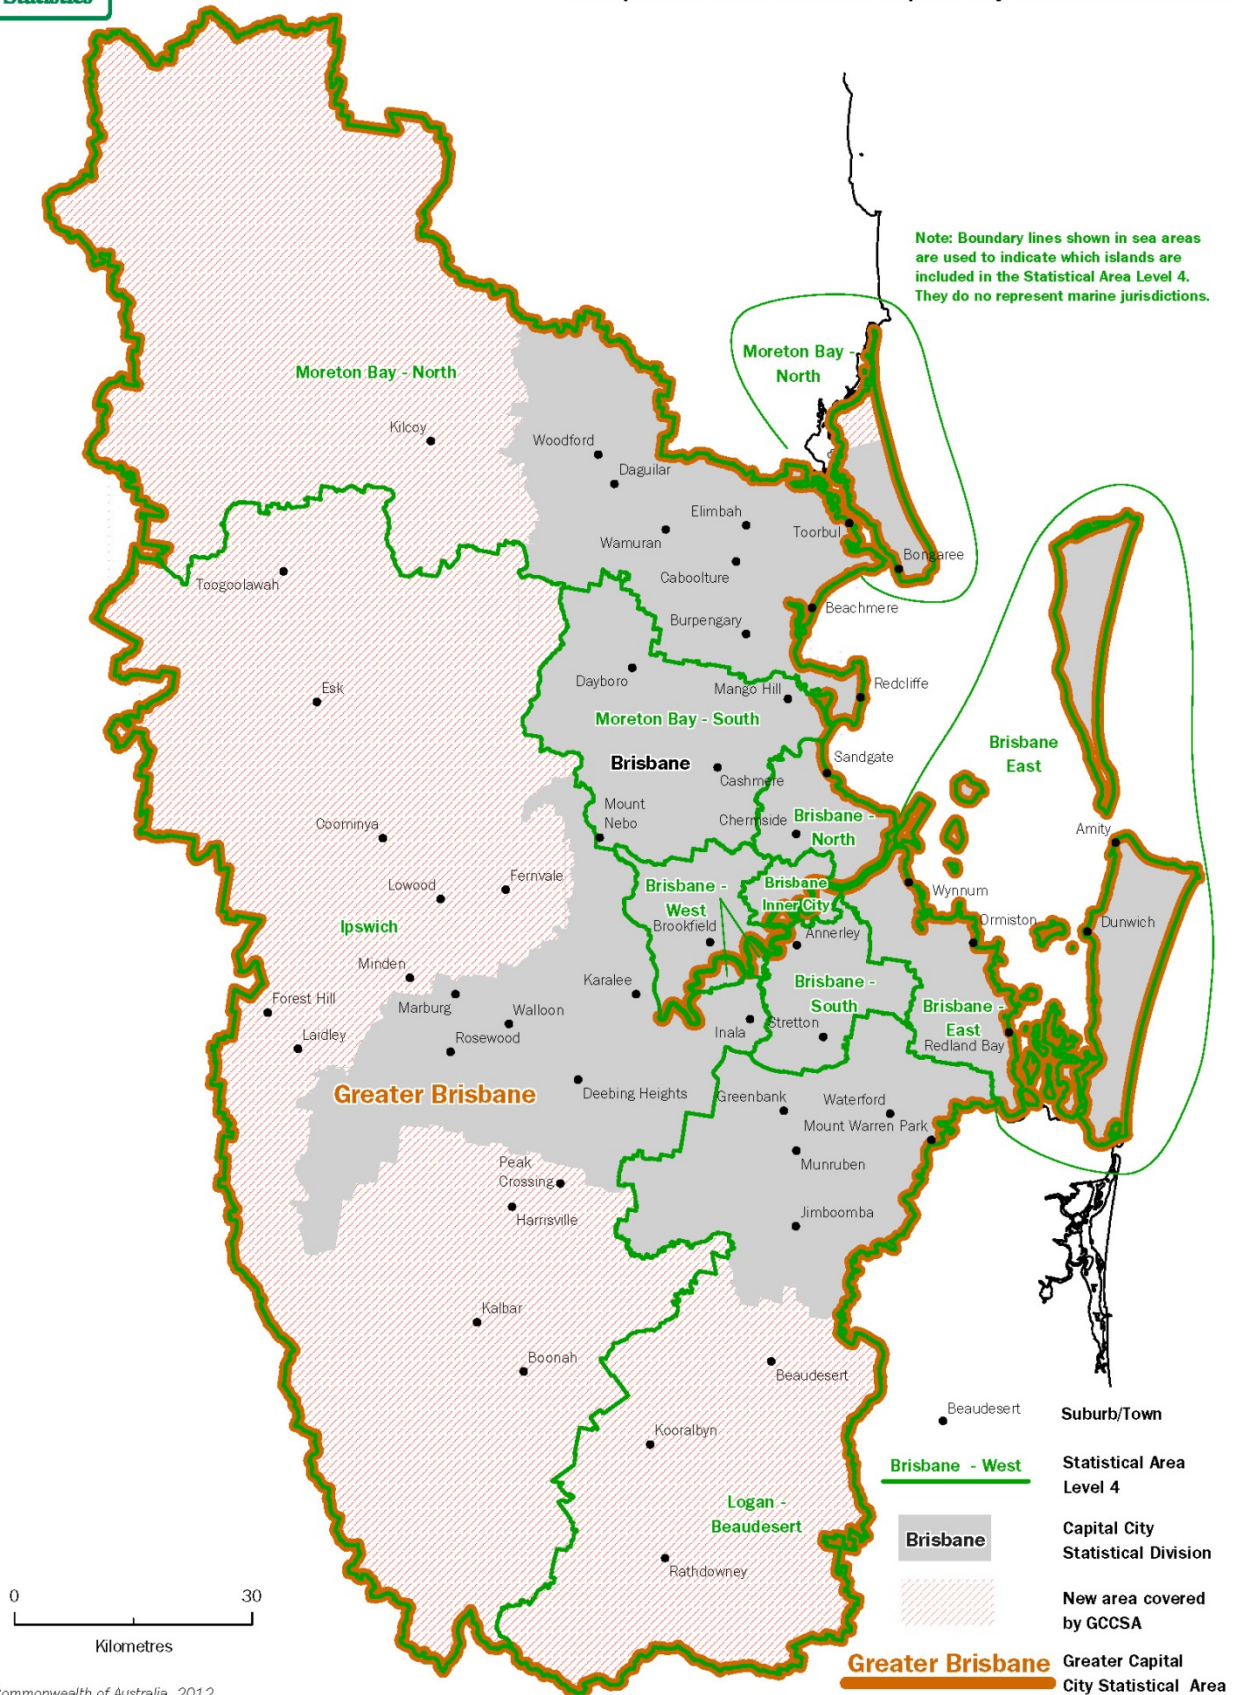 Note: Boundary lines shown in sea areas
are used to indicate which islands are
included in the Statistical Area Level 4.
They do no represent marine jurisdictions.
Moreton Bay -
North
Moreton Bay - North
Kilcoy
Woodford
Daguilar
Elimbah
Wamuran
Toorbul
Caboolture
Bongaree
Toogoolawah
Beachmere
Burpengary
Dayboro
Mango Hill
Redcliffe
Esk
Moreton Bay - South
Brisbane
Sandgate
Brisbane
East
Cashmere
Mount
Nebo
Chermside
Brisbane -
North
Coominya
Amity
Fernvale
Lowood
Brisbane -
West
Brisbane
Inner City
Wynnum
Ipswich
Brookfield
Annerley
Ormiston
Dunwich
Minden
Karalee
Brisbane -
South
Forest Hill
Marburg
Walloon
Inala
Stretton
Brisbane -
East
Laidley
Rosewood
Redland Bay
Greater Brisbane
Deebing Heights
Greenbank
Waterford
Mount Warren Park
Munruben
Peak
Crossing
Harrisville
Jimboomba
Kalbar
Boonah
Beaudesert
Kooralbyn
Logan -
Beaudesert
Rathdowney
Beaudesert
Suburb/Town
Brisbane - West
Statistical Area
Level 4
Brisbane
Capital City
Statistical Division
New area covered
by GCCSA
Greater Brisbane
Greater Capital
City Statistical Area
0 30
Kilometres
Commonwealth of Australia, 2012